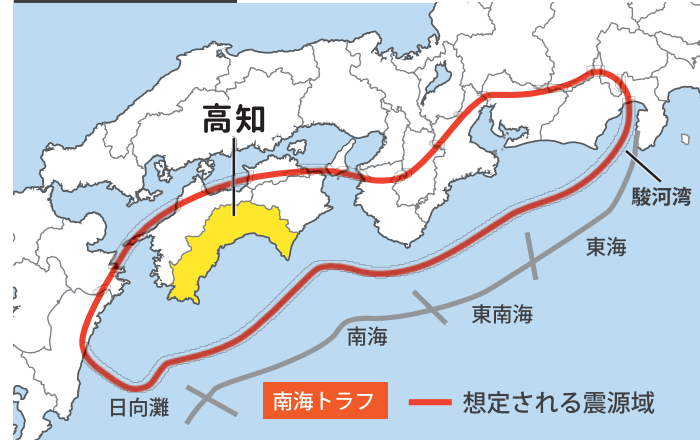 高知
駿河湾
東海
東南海
南海
日向灘
南海トラフ
想定される震源域